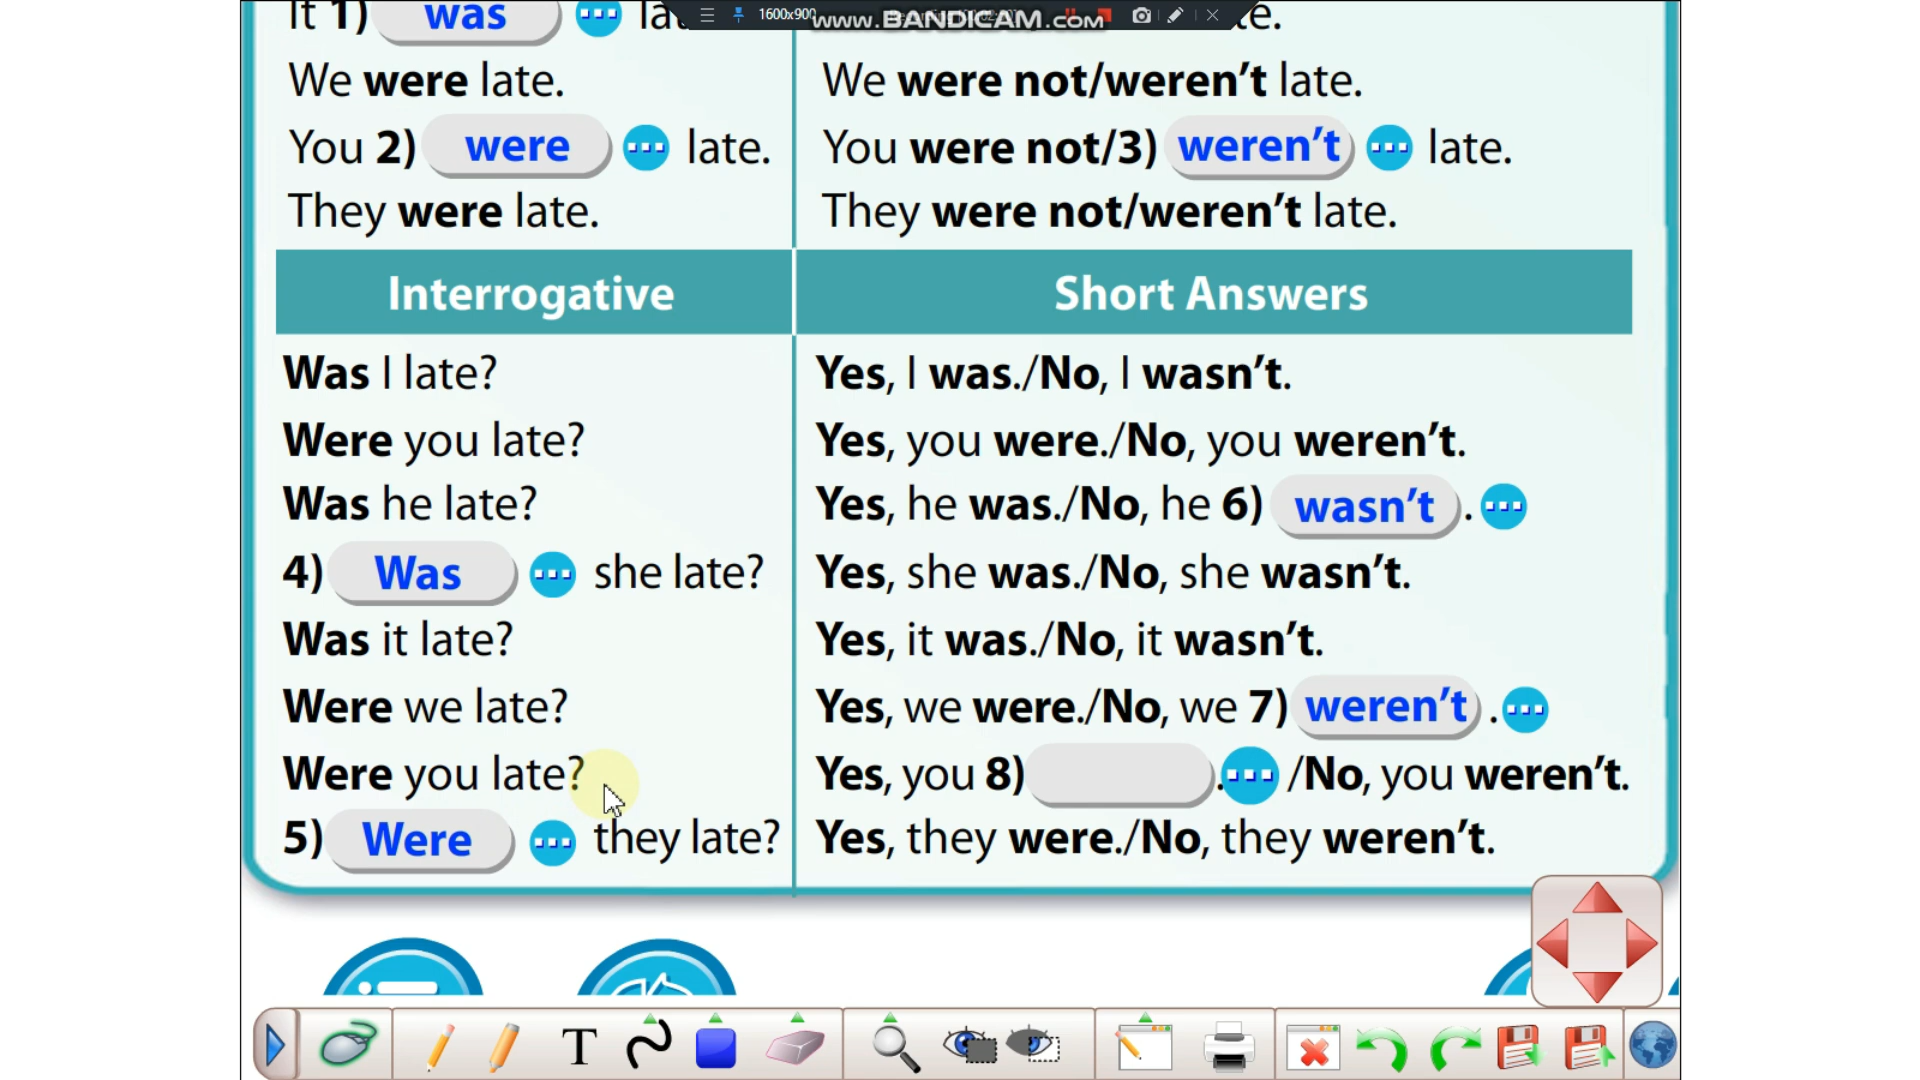 It 1) was
1600x900
www.BANDICAM.com
We were late.
We were not/weren't late.
You 2) were late.
You were not/3) weren't late.
They were late.
They were not/weren't late.
Interrogative
Short Answers
Was I late?
Yes, I was./No, I wasn't.
Were you late?
Yes, you were./No, you weren't.
Was he late?
Yes, he was./No, he 6) wasn't .
4) Was she late?
Yes, she was./No, she wasn't.
Was it late?
Yes, it was./No, it wasn't.
Were we late?
Yes, we were./No, we 7) weren't .
Were you late?
Yes, you 8) . /No, you weren't.
5) Were they late?
Yes, they were./No, they weren't.
T